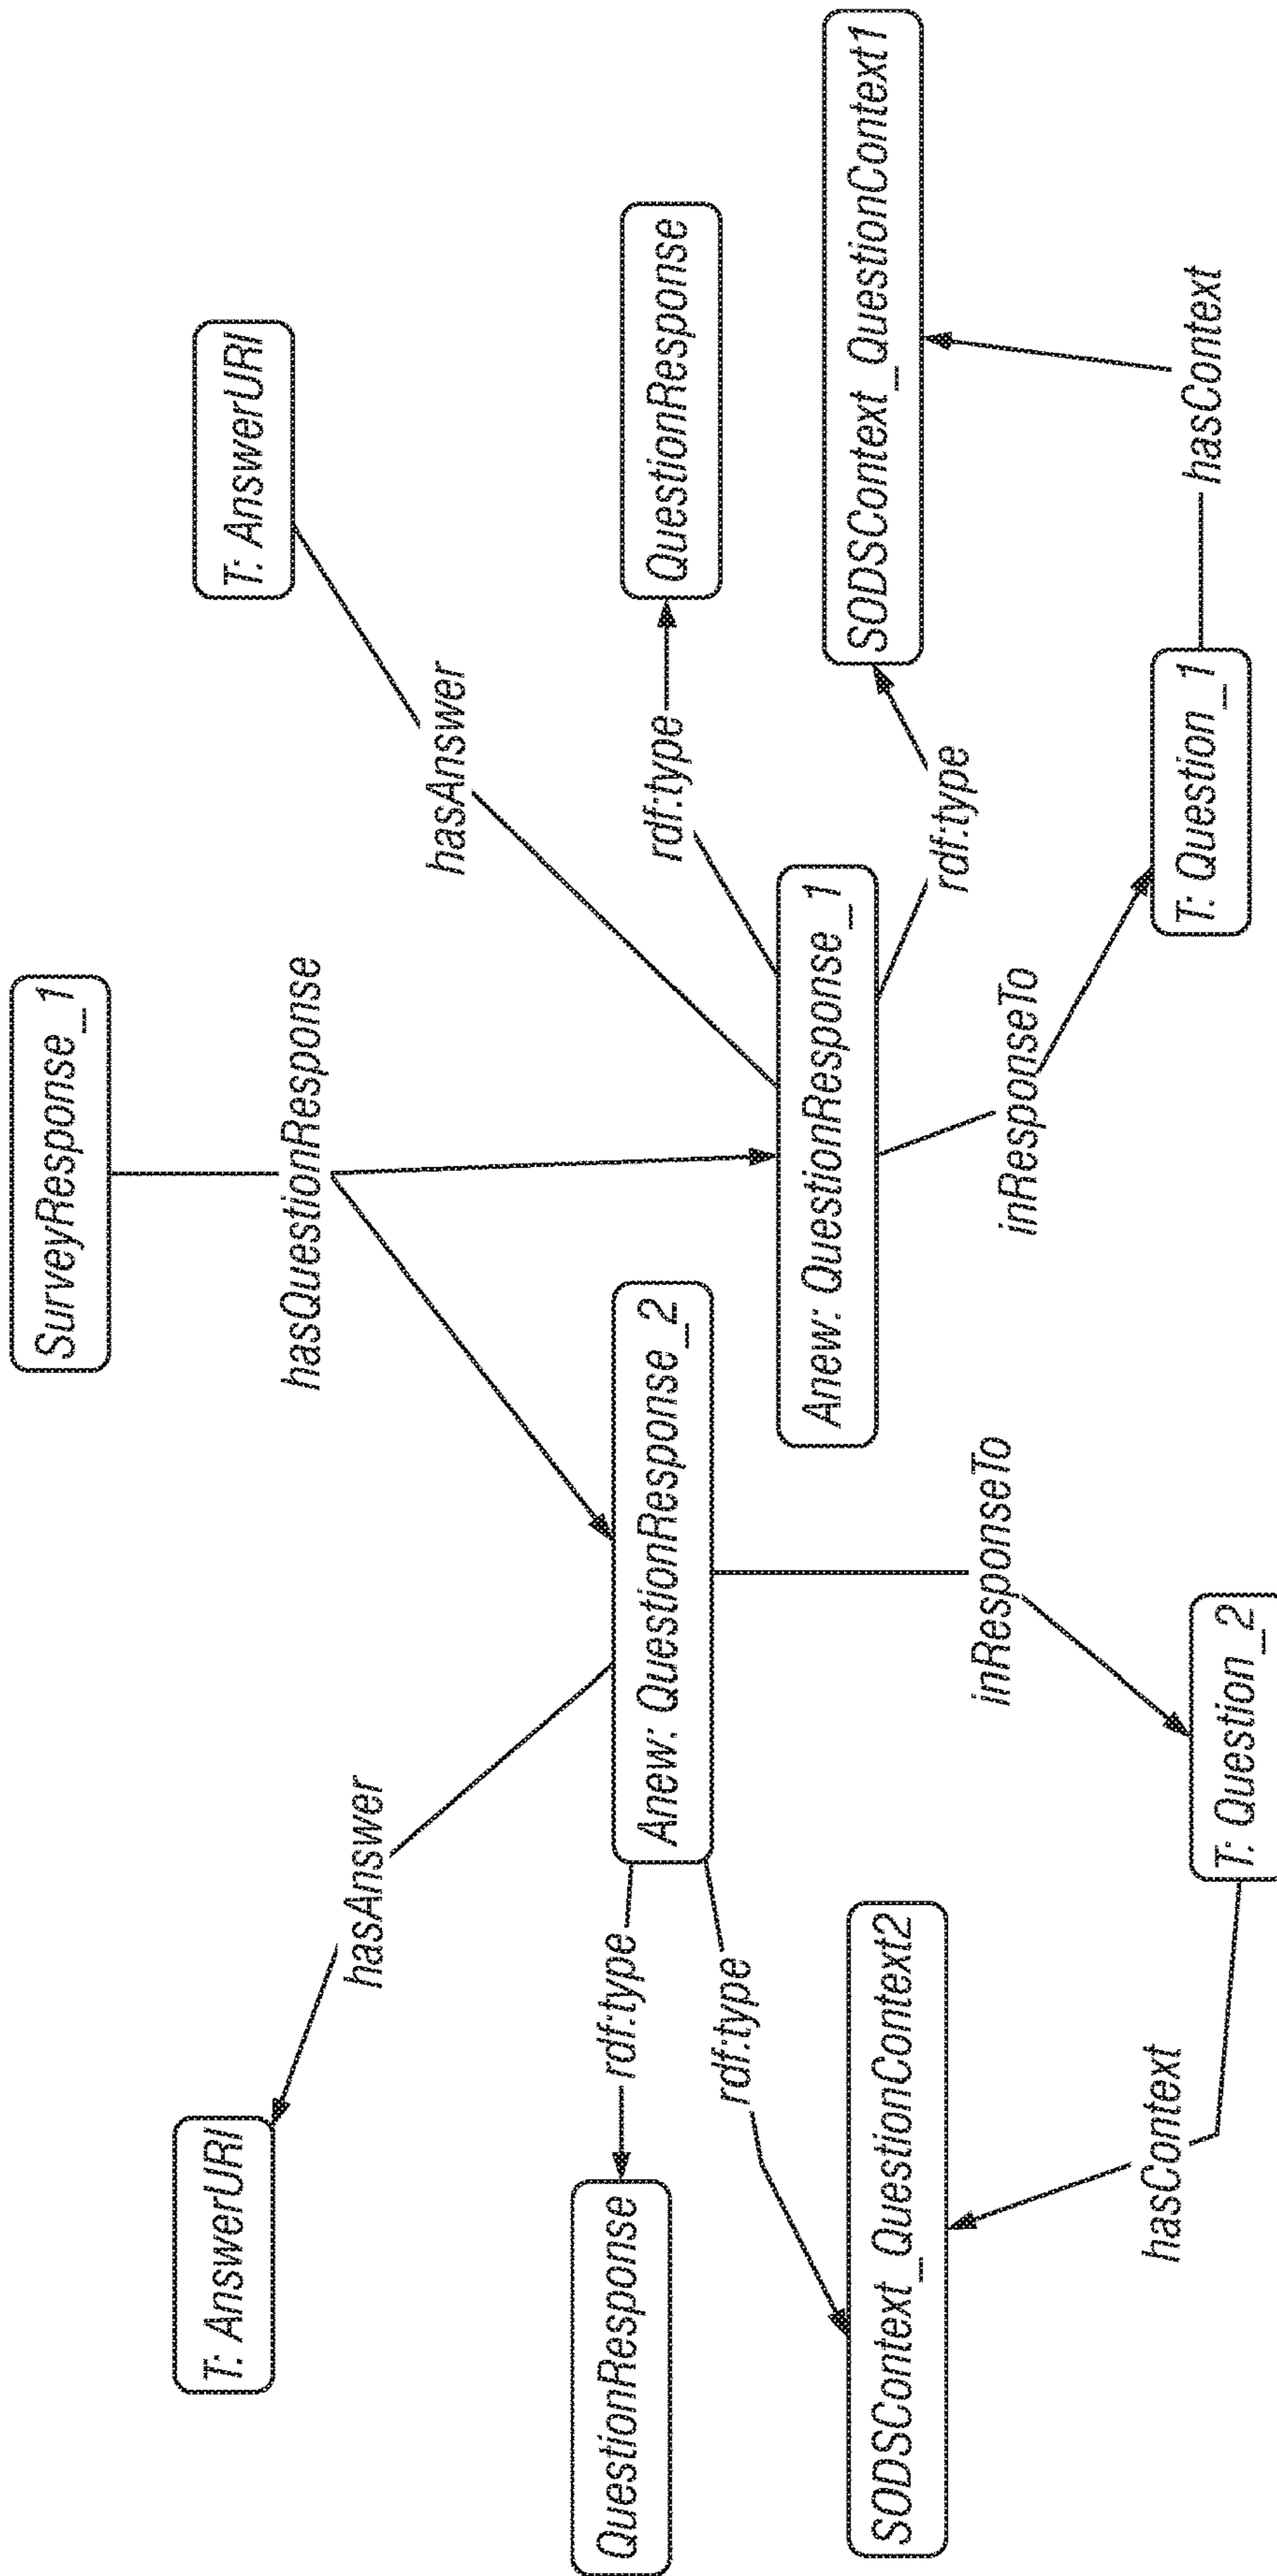 SurveyResponse_1
hasQuestionResponse
T: AnswerURI
T: AnswerURI
hasAnswer
hasAnswer
QuestionResponse
rdf:type
Anew: QuestionResponse_2
rdf:type
QuestionResponse
rdf:type
Anew: QuestionResponse_1
SODSContext_QuestionContext2
rdf:type
SODSContext_QuestionContext1
inResponseTo
inResponseTo
hasContext
T: Question_2
T: Question_1
hasContext